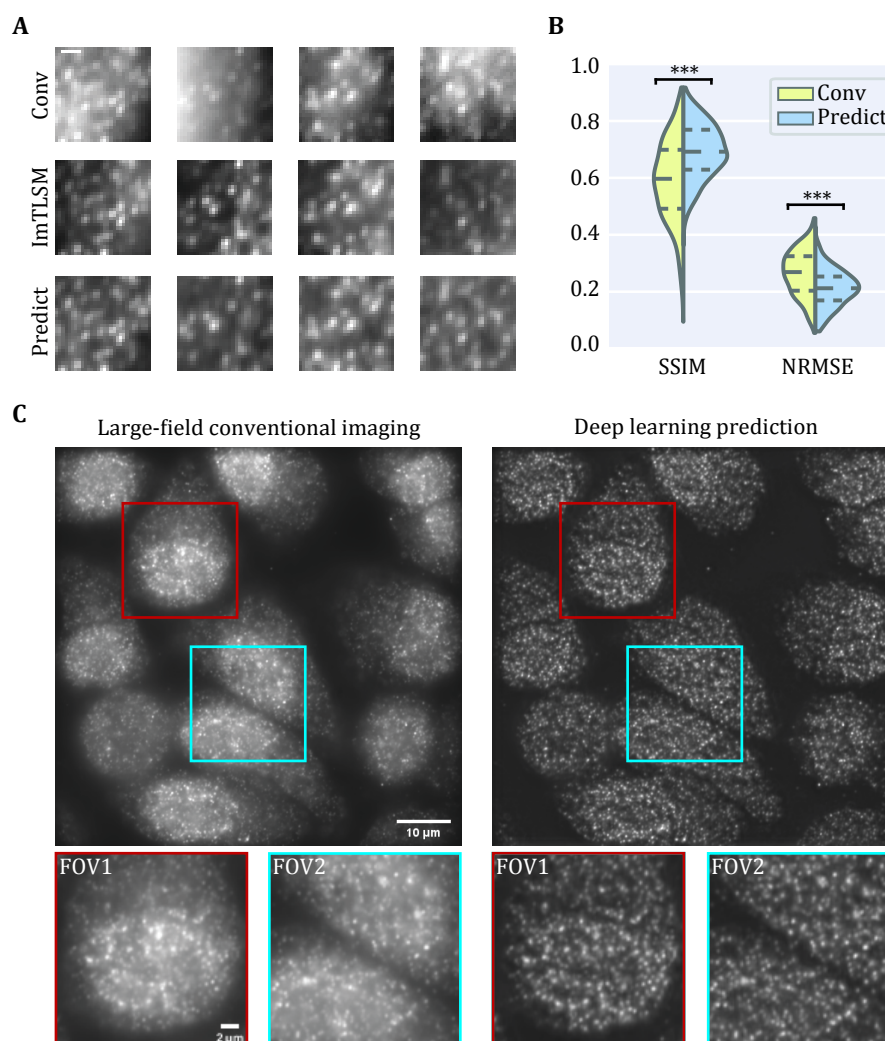 A
B
Conv
ImTLSM
Predict
1.0
0.8
0.6
0.4
0.2
0.0
***
***
Conv
Predict
SSIM
NRMSE
C
Large-field conventional imaging
Deep learning prediction
10 μm
FOV1
FOV2
FOV1
FOV2
2 μm